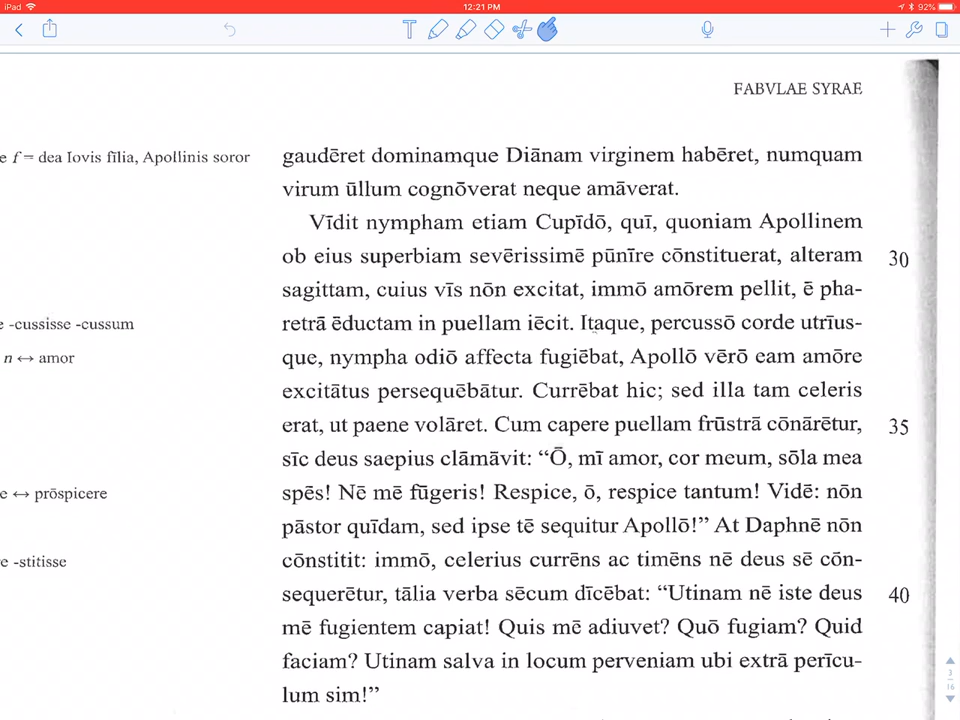 iPad
12:21 PM
92%
T
FABVLAE SYRAE
e f = dea Iovis fīlia, Apollinis soror
gaudēret dominamque Diānam virginem habēret, numquam
virum ūllum cognōverat neque amāverat.
Vīdit nympham etiam Cupīdō, quī, quoniam Apollinem
ob eius superbiam sevērissimē pūnīre cōnstituerat, alteram
30
sagittam, cuius vīs nōn excitat, immō amōrem pellit, ē pha-
e -cussisse -cussum
retrā ēductam in puellam iēcit. Itaque, percussō corde utrīus-
n ↔ amor
que, nympha odiō affecta fugiēbat, Apollō vērō eam amōre
excitātus persequēbātur. Currēbat hic; sed illa tam celeris
erat, ut paene volāret. Cum capere puellam frūstrā cōnārētur,
35
sīc deus saepius clāmāvit: “Ō, mī amor, cor meum, sōla mea
e ↔ prōspicere
spēs! Nē mē fūgeris! Respice, ō, respice tantum! Vidē: nōn
pāstor quīdam, sed ipse tē sequitur Apollō!” At Daphnē nōn
e -stitisse
cōnstitit: immō, celerius currēns ac timēns nē deus sē cōn-
sequerētur, tālia verba sēcum dīcēbat: “Utinam nē iste deus
40
mē fugientem capiat! Quis mē adiuvet? Quō fugiam? Quid
faciam? Utinam salva in locum perveniam ubi extrā perīcu-
lum sim!”
3
16